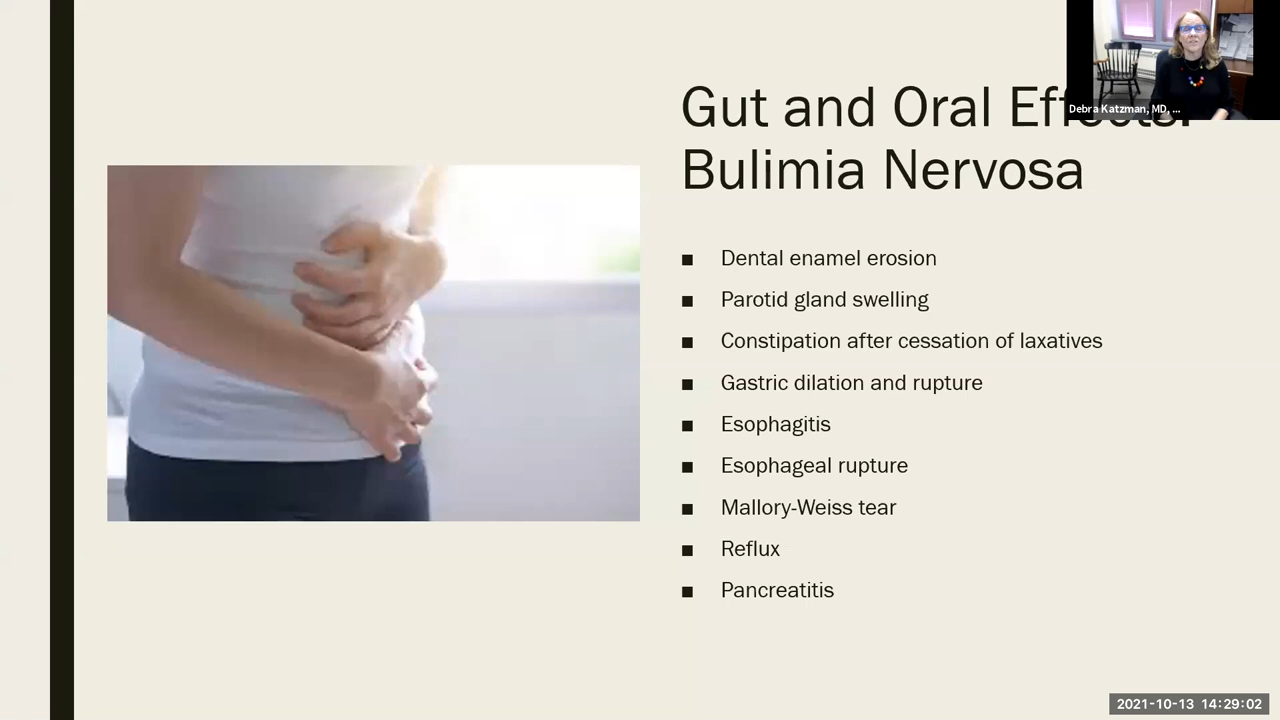 Gut and Oral Effects:
Bulimia Nervosa
Debra Katzman, MD, ...
Dental enamel erosion
Parotid gland swelling
Constipation after cessation of laxatives
Gastric dilation and rupture
Esophagitis
Esophageal rupture
Mallory-Weiss tear
Reflux
Pancreatitis
2021-10-13 14:29:02